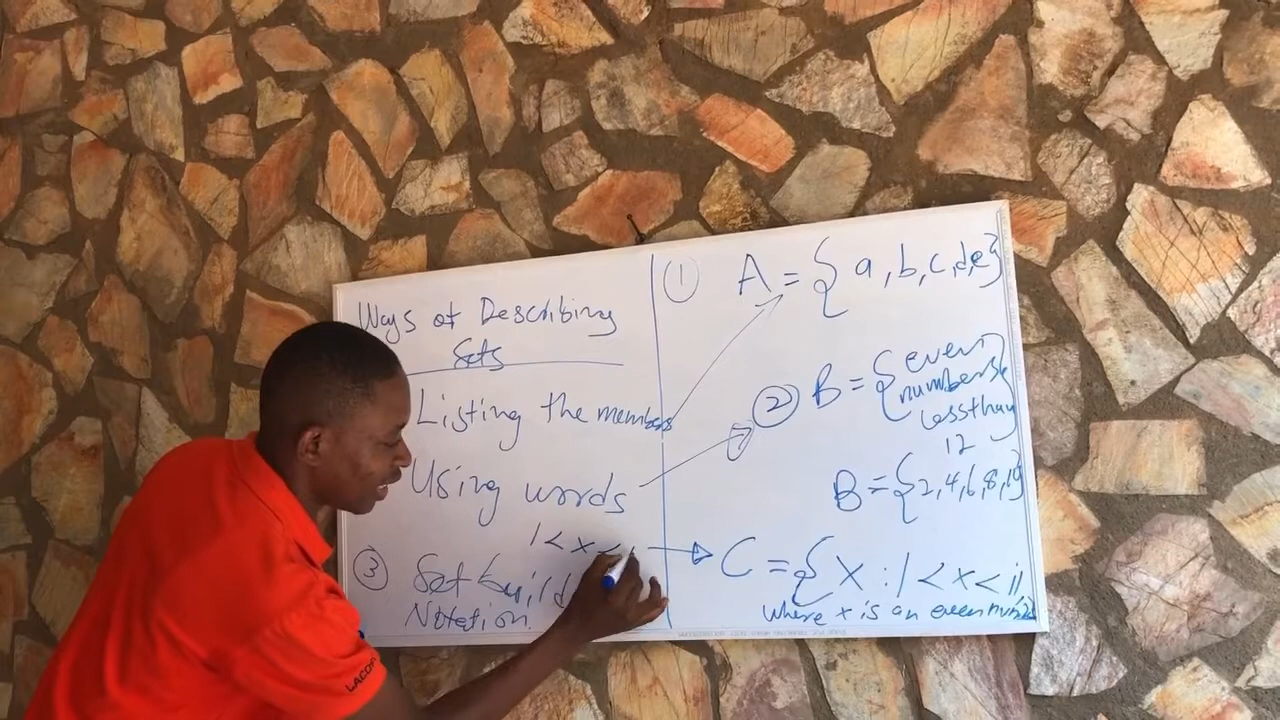 Ways of Describing
Sets
Listing the members
Using words
1 < x <
③ Set
Notation.
① A = { a, b, c, d, e}
② B = { even
numbers
less than
12
B = {2, 4, 6, 8, 10}
C = { x : 1 < x < 11
where x is an even number